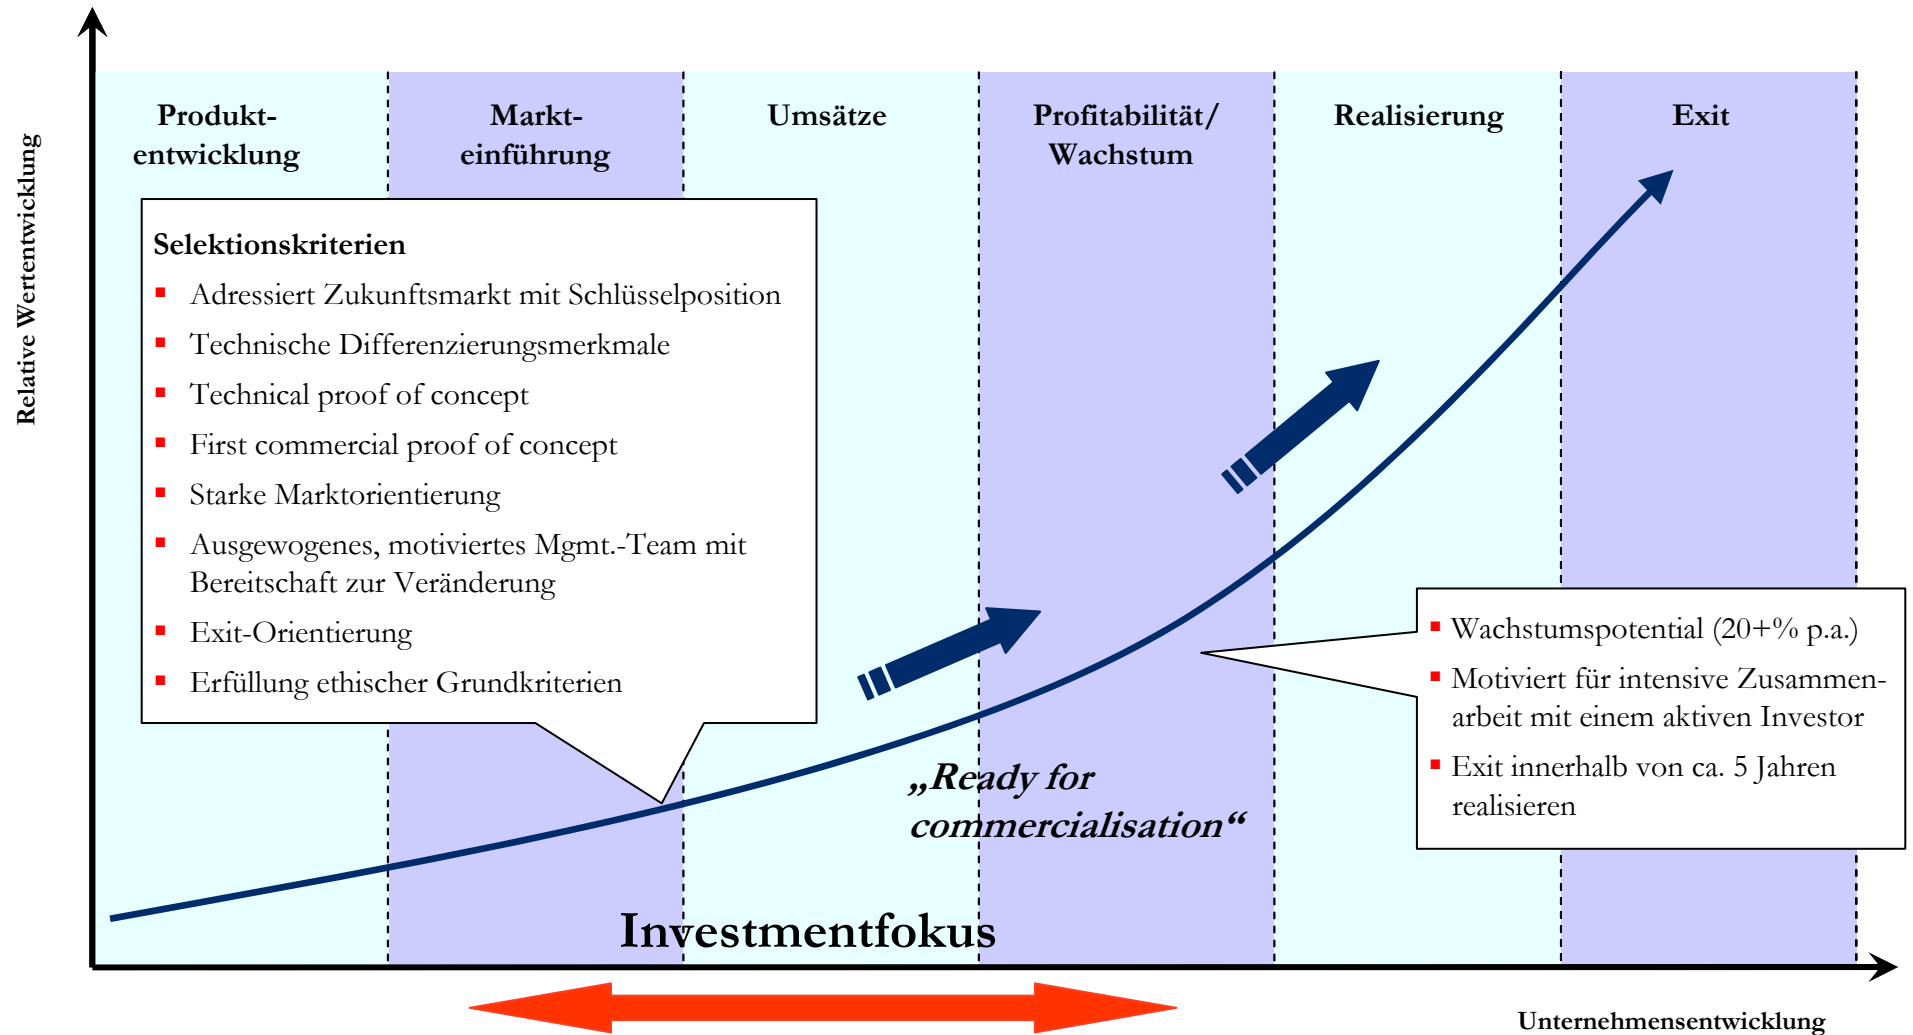 Relative Wertentwicklung
Produkt-
entwicklung
Markt-
einführung
Umsätze
Profitabilität/
Wachstum
Realisierung
Exit
Selektionskriterien
Adressiert Zukunftsmarkt mit Schlüsselposition
Technische Differenzierungsmerkmale
Technical proof of concept
First commercial proof of concept
Starke Marktorientierung
Ausgewogenes, motiviertes Mgmt.-Team mit
Bereitschaft zur Veränderung
Exit-Orientierung
Erfüllung ethischer Grundkriterien
Wachstumspotential (20+% p.a.)
Motiviert für intensive Zusammen-
arbeit mit einem aktiven Investor
Exit innerhalb von ca. 5 Jahren
realisieren
„Ready for
commercialisation“
Investmentfokus
Unternehmensentwicklung